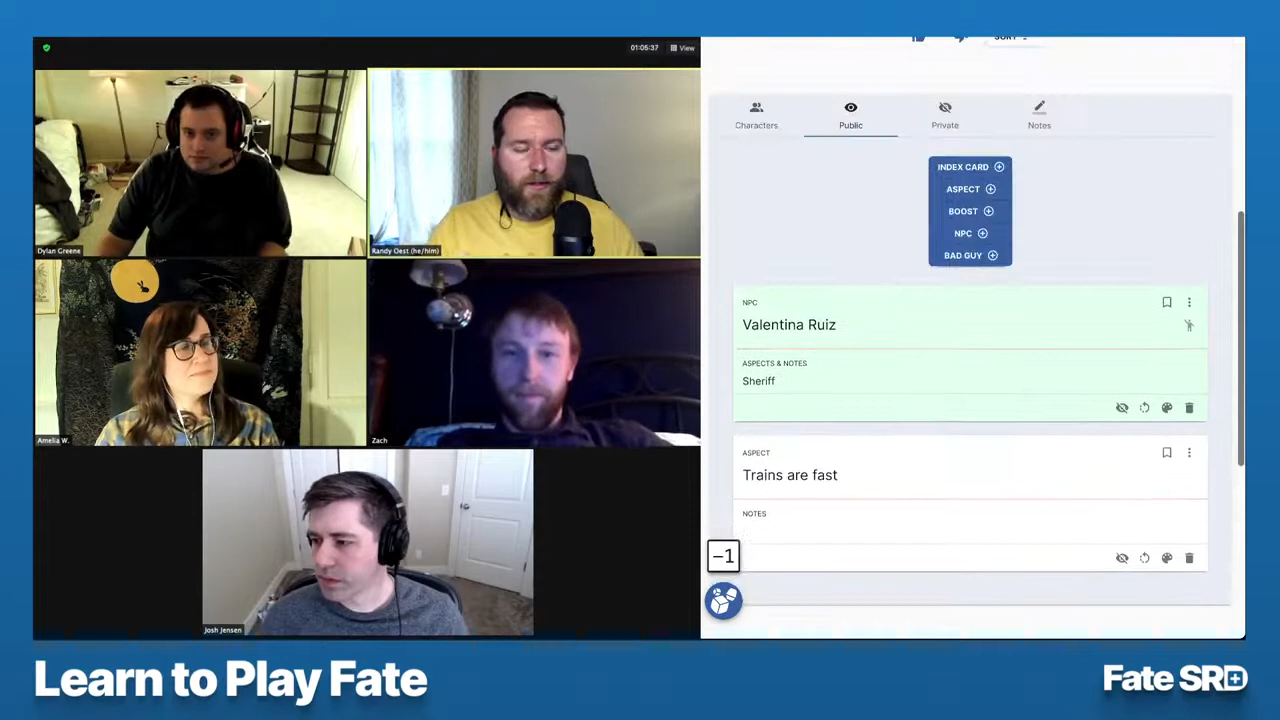 01:05:37
View
Dylan Greene
Randy Oest (he/him)
Amelia W.
Zach
Josh Jensen
SORT
Characters
Public
Private
Notes
INDEX CARD
ASPECT
BOOST
NPC
BAD GUY
NPC
Valentina Ruiz
ASPECTS & NOTES
Sheriff
ASPECT
Trains are fast
NOTES
−1
Learn to Play Fate
Fate SRD